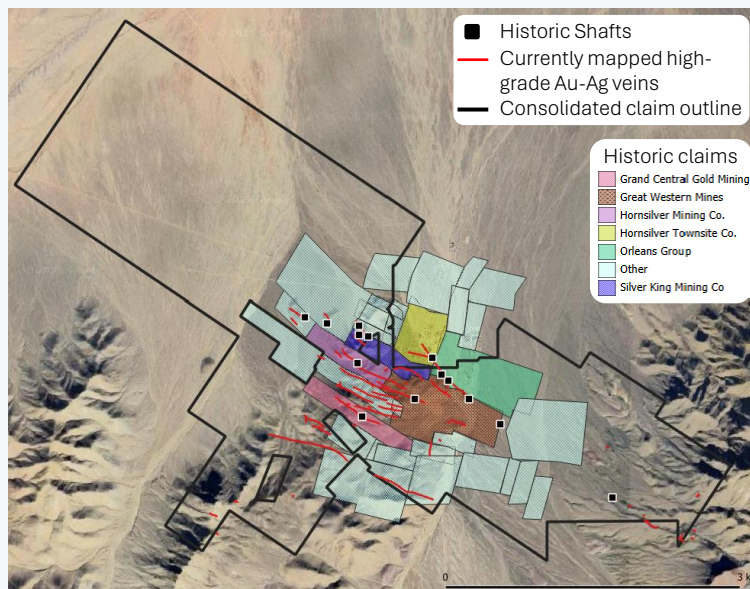 Historic Shafts
Currently mapped high-
grade Au-Ag veins
Consolidated claim outline
Historic claims
Grand Central Gold Mining
Great Western Mines
Hornsilver Mining Co.
Hornsilver Townsite Co.
Orleans Group
Other
Silver King Mining Co
0 3 k